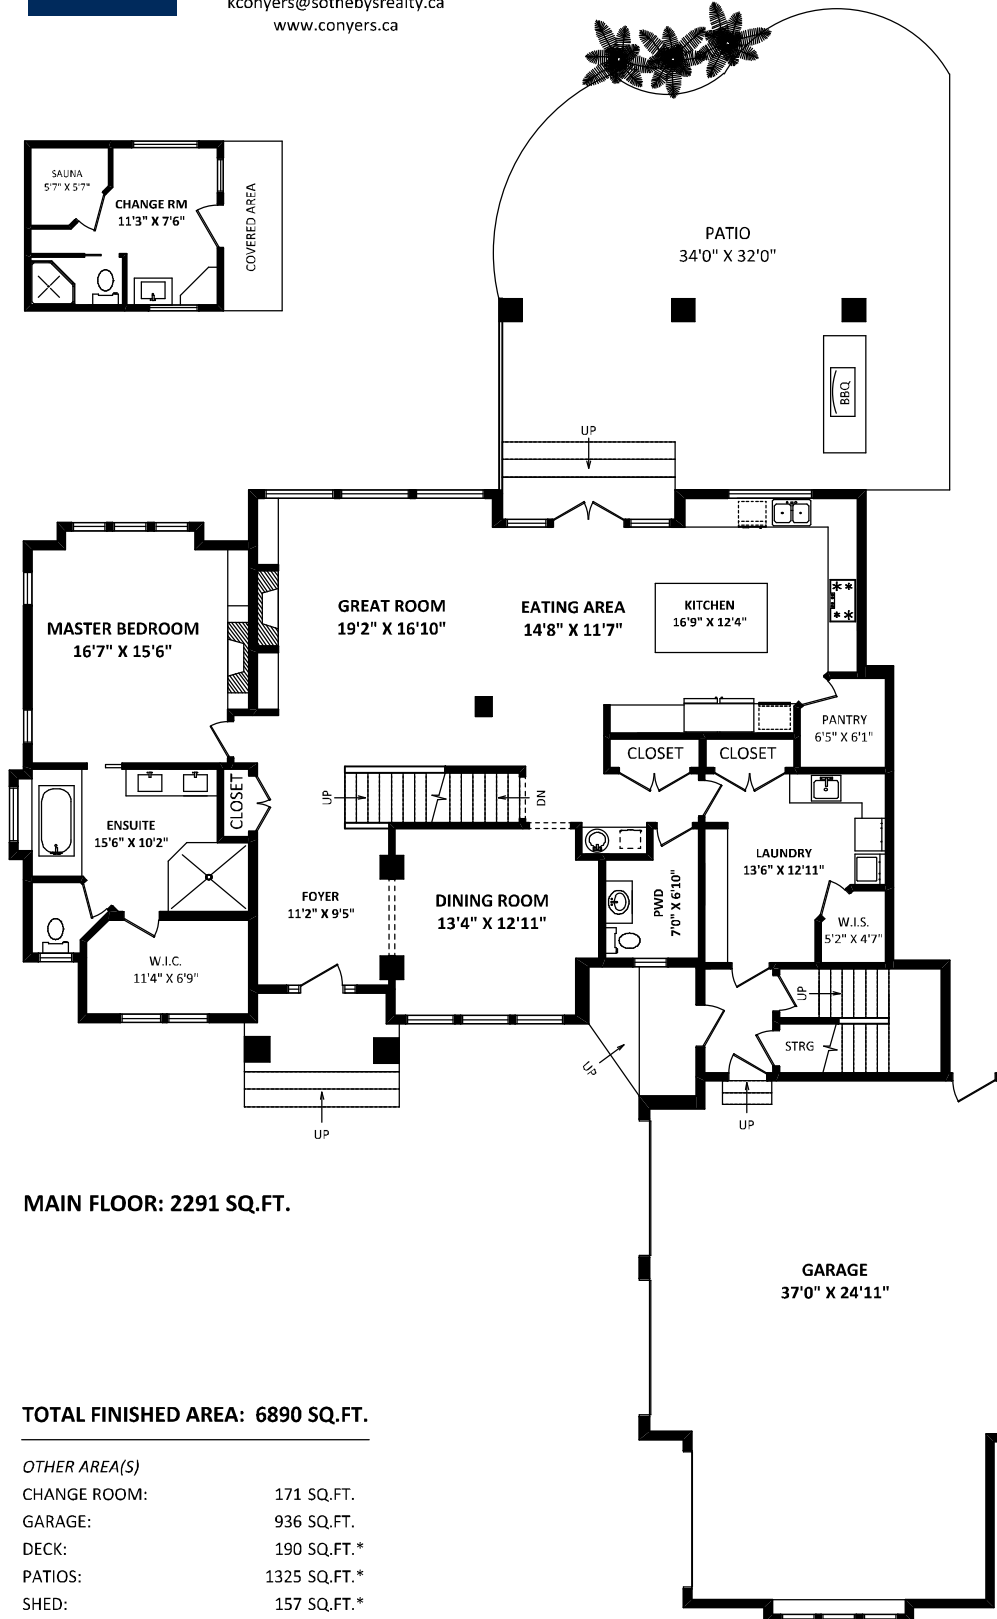 kconyers@sothebysrealty.ca
www.conyers.ca
SAUNA
5'7" X 5'7"
CHANGE RM
11'3" X 7'6"
COVERED AREA
PATIO
34'0" X 32'0"
BBQ
UP
GREAT ROOM
19'2" X 16'10"
EATING AREA
14'8" X 11'7"
KITCHEN
16'9" X 12'4"
MASTER BEDROOM
16'7" X 15'6"
PANTRY
6'5" X 6'1"
CLOSET
CLOSET
UP
DN
CLOSET
ENSUITE
15'6" X 10'2"
LAUNDRY
13'6" X 12'11"
FOYER
11'2" X 9'5"
DINING ROOM
13'4" X 12'11"
PWD
7'0" X 6'10"
W.I.S.
5'2" X 4'7"
W.I.C.
11'4" X 6'9"
UP
STRG
UP
UP
UP
MAIN FLOOR: 2291 SQ.FT.
GARAGE
37'0" X 24'11"
TOTAL FINISHED AREA: 6890 SQ.FT.
OTHER AREA(S)
CHANGE ROOM: 171 SQ.FT.
GARAGE: 936 SQ.FT.
DECK: 190 SQ.FT.*
PATIOS: 1325 SQ.FT.*
SHED: 157 SQ.FT.*